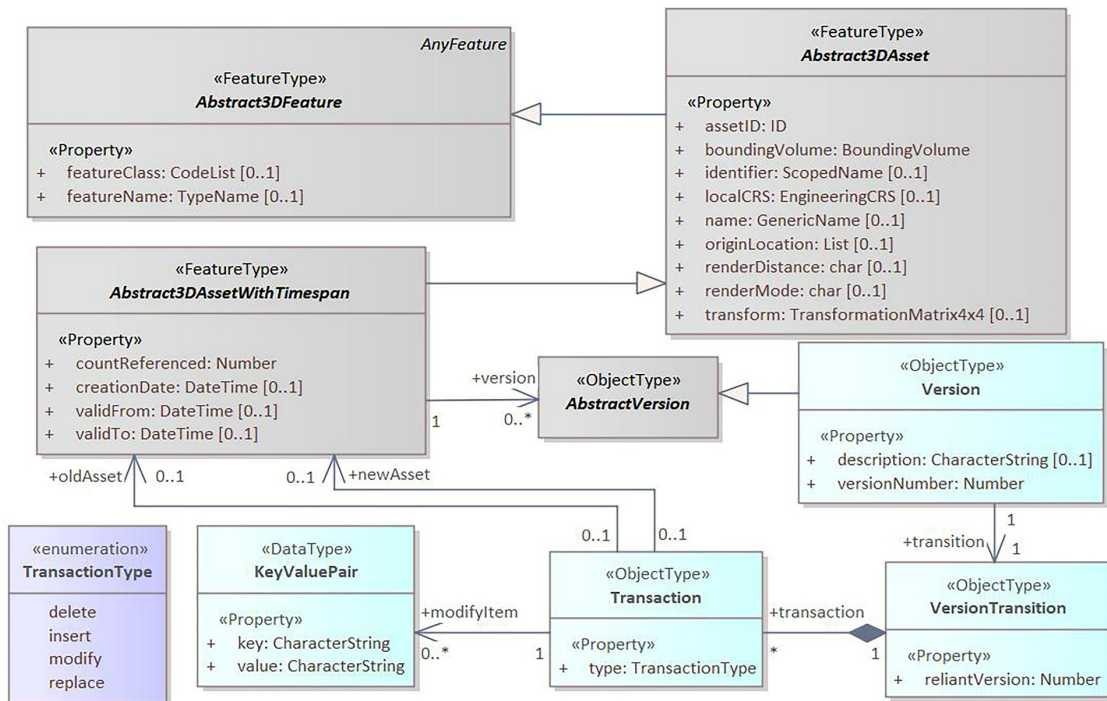 AnyFeature
«FeatureType»
Abstract3DFeature
«Property»
+ featureClass: CodeList [0..1]
+ featureName: TypeName [0..1]
«FeatureType»
Abstract3DAsset
«Property»
+ assetID: ID
+ boundingVolume: BoundingVolume
+ identifier: ScopedName [0..1]
+ localCRS: EngineeringCRS [0..1]
+ name: GenericName [0..1]
+ originLocation: List [0..1]
+ renderDistance: char [0..1]
+ renderMode: char [0..1]
+ transform: TransformationMatrix4x4 [0..1]
«FeatureType»
Abstract3DAssetWithTimespan
«Property»
+ countReferenced: Number
+ creationDate: DateTime [0..1]
+ validFrom: DateTime [0..1]
+ validTo: DateTime [0..1]
+version
1
0..*
«ObjectType»
AbstractVersion
«ObjectType»
Version
«Property»
+ description: CharacterString [0..1]
+ versionNumber: Number
+oldAsset
0..1
0..1
+newAsset
0..1
0..1
1
+transition
1
«enumeration»
TransactionType
delete
insert
modify
replace
«DataType»
KeyValuePair
«Property»
+ key: CharacterString
+ value: CharacterString
+modifyItem
0..*
1
«ObjectType»
Transaction
«Property»
+ type: TransactionType
+transaction
*
1
«ObjectType»
VersionTransition
«Property»
+ reliantVersion: Number